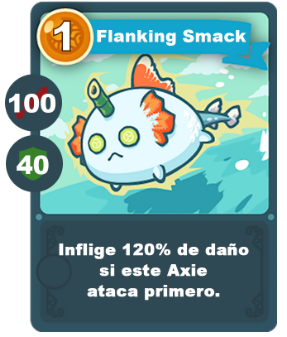 1
Flanking Smack
100
40
Inflige 120% de daño
si este Axie
ataca primero.